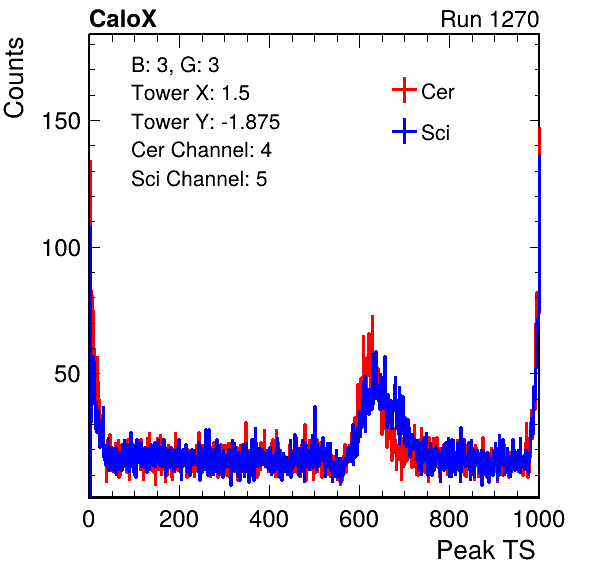 CaloX
Run 1270
Counts
B: 3, G: 3
Tower X: 1.5
Tower Y: -1.875
Cer Channel: 4
Sci Channel: 5
Cer
Sci
150
100
50
0 200 400 600 800 1000
Peak TS